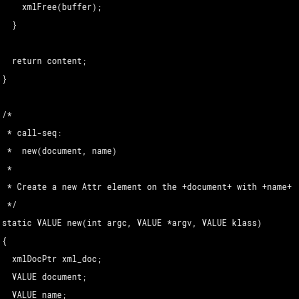 xmlFree(buffer);
  }

  return content;
}

/*
 * call-seq:
 *  new(document, name)
 *
 * Create a new Attr element on the +document+ with +name+
 */
static VALUE new(int argc, VALUE *argv, VALUE klass)
{
  xmlDocPtr xml_doc;
  VALUE document;
  VALUE name;